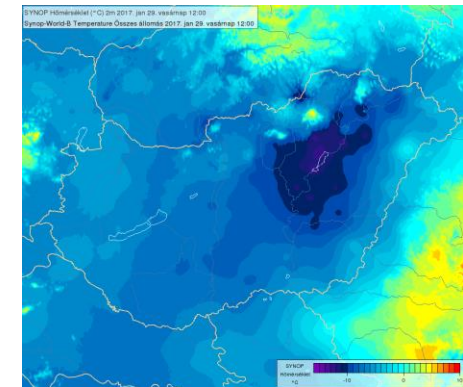 SYNOP Hőmérséklet (°C) 2m 2017. jan 29. vasárnap 12:00
Synop-World-B Temperature Összes állomás 2017. jan 29. vasárnap 12:00
SYNOP
Hőmérséklet
°C
-10
0